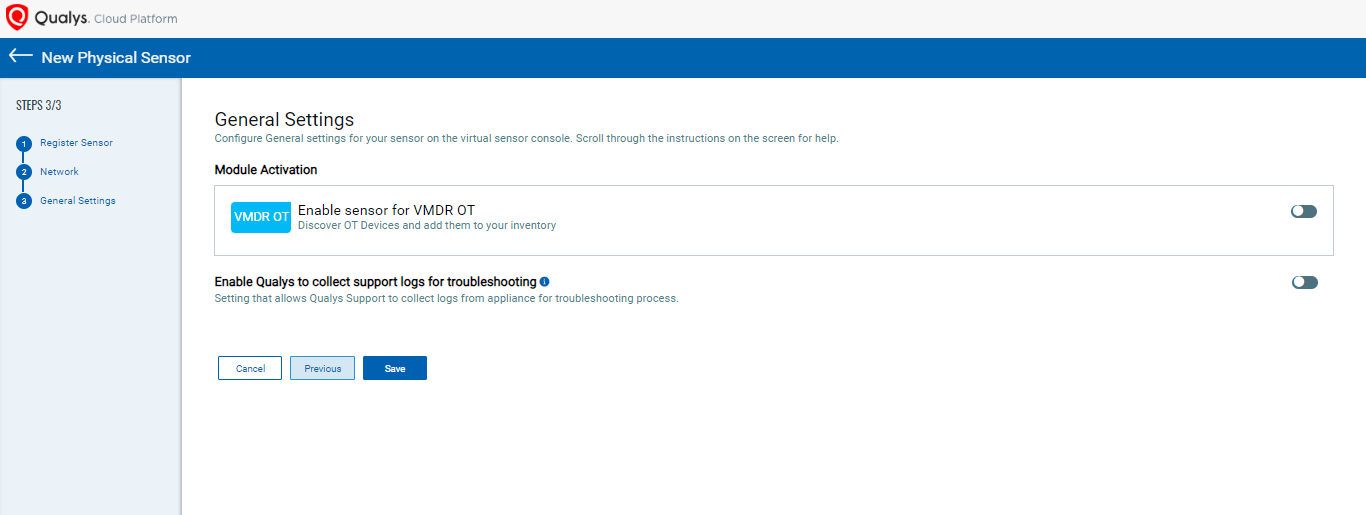 Qualys. Cloud Platform
New Physical Sensor
STEPS 3/3
1 Register Sensor
2 Network
3 General Settings
General Settings
Configure General settings for your sensor on the virtual sensor console. Scroll through the instructions on the screen for help.
Module Activation
VMDR OT
Enable sensor for VMDR OT
Discover OT Devices and add them to your inventory
Enable Qualys to collect support logs for troubleshooting
Setting that allows Qualys Support to collect logs from appliance for troubleshooting process.
Cancel Previous Save